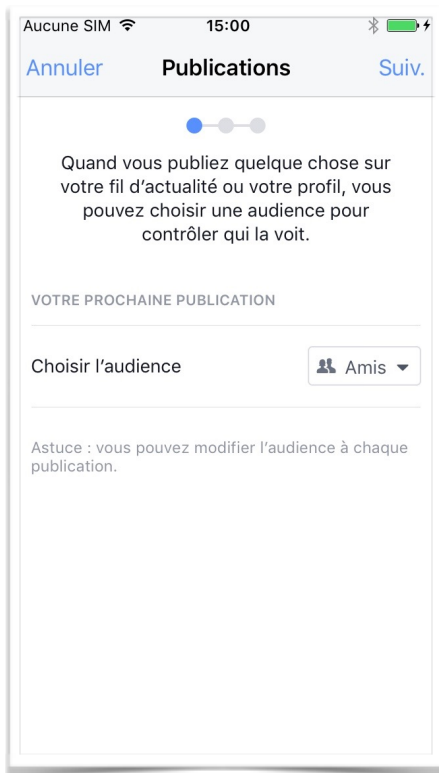 Aucune SIM 15:00
Annuler Publications Suiv.
Quand vous publiez quelque chose sur
votre fil d’actualité ou votre profil, vous
pouvez choisir une audience pour
contrôler qui la voit.
VOTRE PROCHAINE PUBLICATION
Choisir l’audience Amis
Astuce : vous pouvez modifier l’audience à chaque
publication.